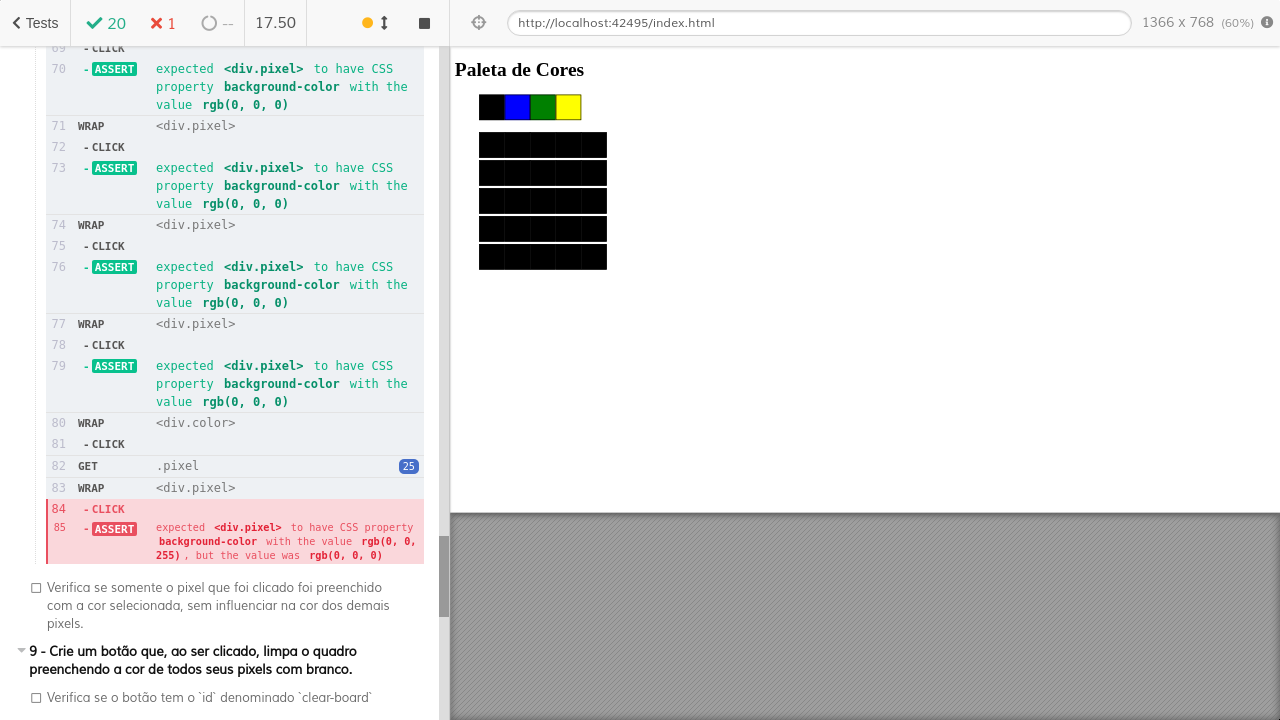 Tests 20 1 -- 17.50 http://localhost:42495/index.html 1366 x 768 (60%)
69 - CLICK
70 - ASSERT expected <div.pixel> to have CSS
property background-color with the
value rgb(0, 0, 0)
71 WRAP <div.pixel>
72 - CLICK
73 - ASSERT expected <div.pixel> to have CSS
property background-color with the
value rgb(0, 0, 0)
74 WRAP <div.pixel>
75 - CLICK
76 - ASSERT expected <div.pixel> to have CSS
property background-color with the
value rgb(0, 0, 0)
77 WRAP <div.pixel>
78 - CLICK
79 - ASSERT expected <div.pixel> to have CSS
property background-color with the
value rgb(0, 0, 0)
80 WRAP <div.color>
81 - CLICK
82 GET .pixel 25
83 WRAP <div.pixel>
84 - CLICK
85 - ASSERT expected <div.pixel> to have CSS property
background-color with the value rgb(0, 0,
255) , but the value was rgb(0, 0, 0)
Verifica se somente o pixel que foi clicado foi preenchido
com a cor selecionada, sem influenciar na cor dos demais
pixels.
9 - Crie um botão que, ao ser clicado, limpa o quadro
preenchendo a cor de todos seus pixels com branco.
Verifica se o botão tem o `id` denominado `clear-board`
Paleta de Cores